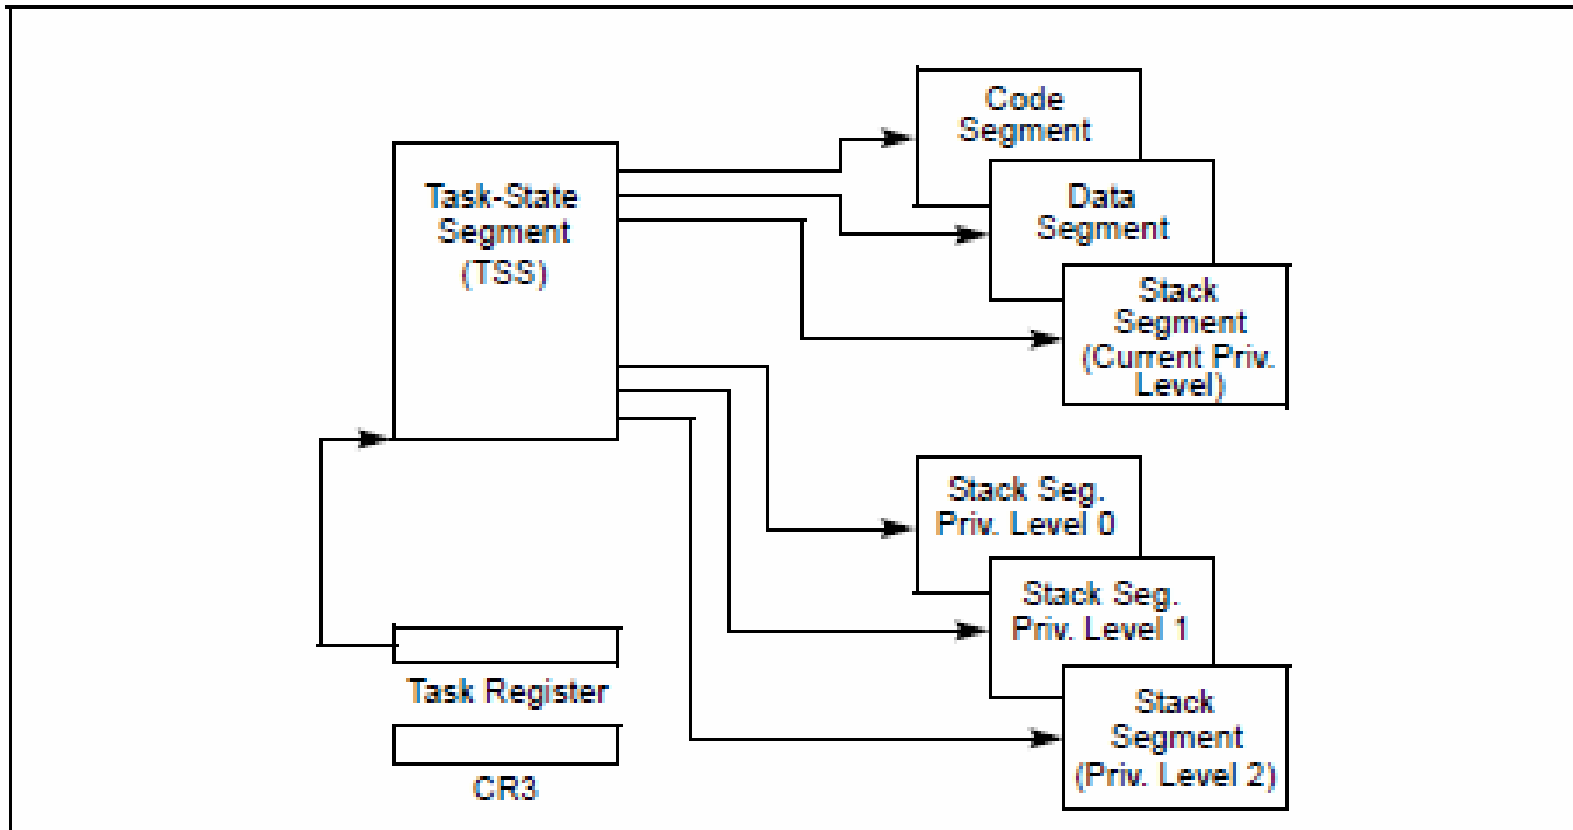 Code
Segment
Task-State
Segment
(TSS)
Data
Segment
Stack
Segment
(Current Priv.
Level)
Stack Seg.
Priv. Level 0
Stack Seg.
Priv. Level 1
Task Register
Stack
Segment
(Priv. Level 2)
CR3